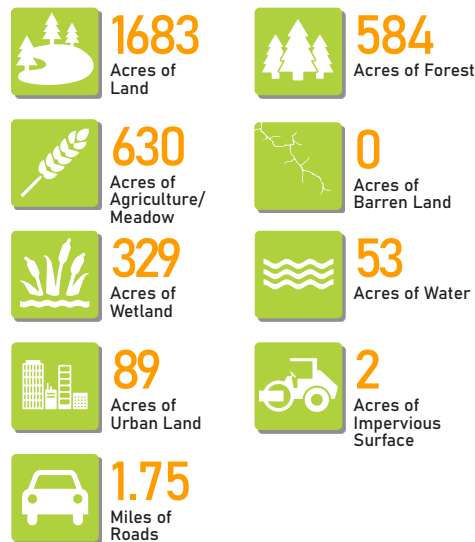 1683
Acres of
Land
584
Acres of Forest
630
Acres of
Agriculture/
Meadow
0
Acres of
Barren Land
329
Acres of
Wetland
53
Acres of Water
89
Acres of
Urban Land
2
Acres of
Impervious
Surface
1.75
Miles of
Roads